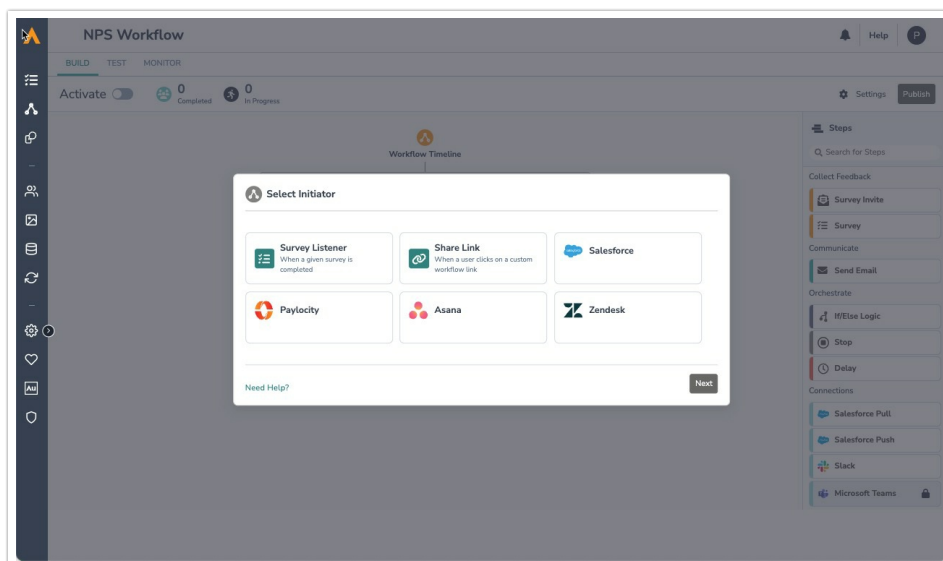 NPS Workflow
Help
P
BUILD TEST MONITOR
Activate
0
Completed
0
In Progress
Settings
Publish
Workflow Timeline
Steps
Search for Steps
Collect Feedback
Survey Invite
Survey
Communicate
Send Email
Orchestrate
If/Else Logic
Stop
Delay
Connections
Salesforce Pull
Salesforce Push
Slack
Microsoft Teams
Select Initiator
Survey Listener
When a given survey is
completed
Share Link
When a user clicks on a custom
workflow link
Salesforce
Paylocity
Asana
Zendesk
Need Help?
Next
Au